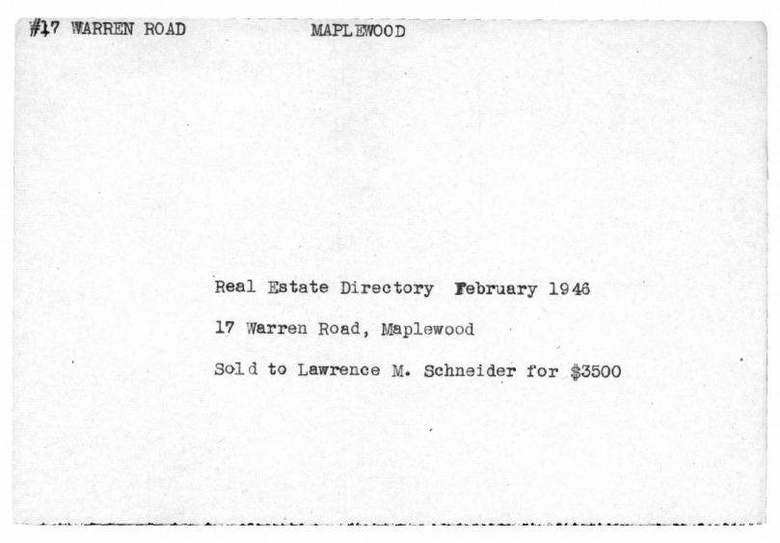 #17 WARREN ROAD MAPLEWOOD
Real Estate Directory February 1946
17 Warren Road, Maplewood
Sold to Lawrence M. Schneider for $3500